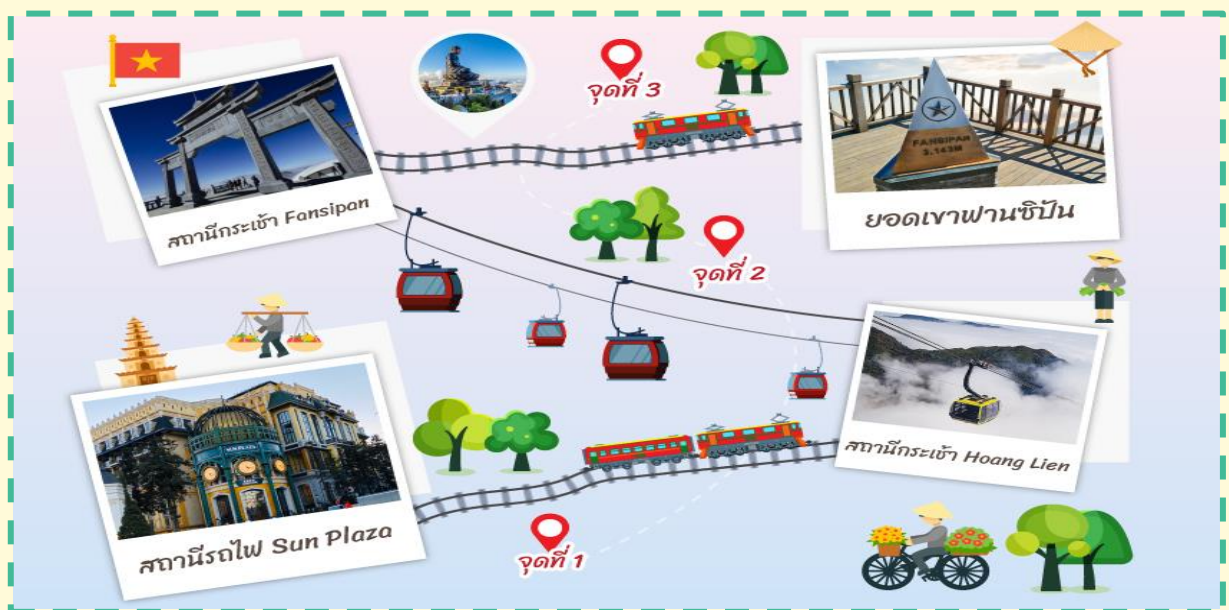 จุดที่ 3
สถานีกระเช้า Fansipan
FANSIPAN
3.143M
ยอดเขาฟานซิปัน
จุดที่ 2
สถานีรถไฟ Sun Plaza
สถานีกระเช้า Hoang Lien
จุดที่ 1